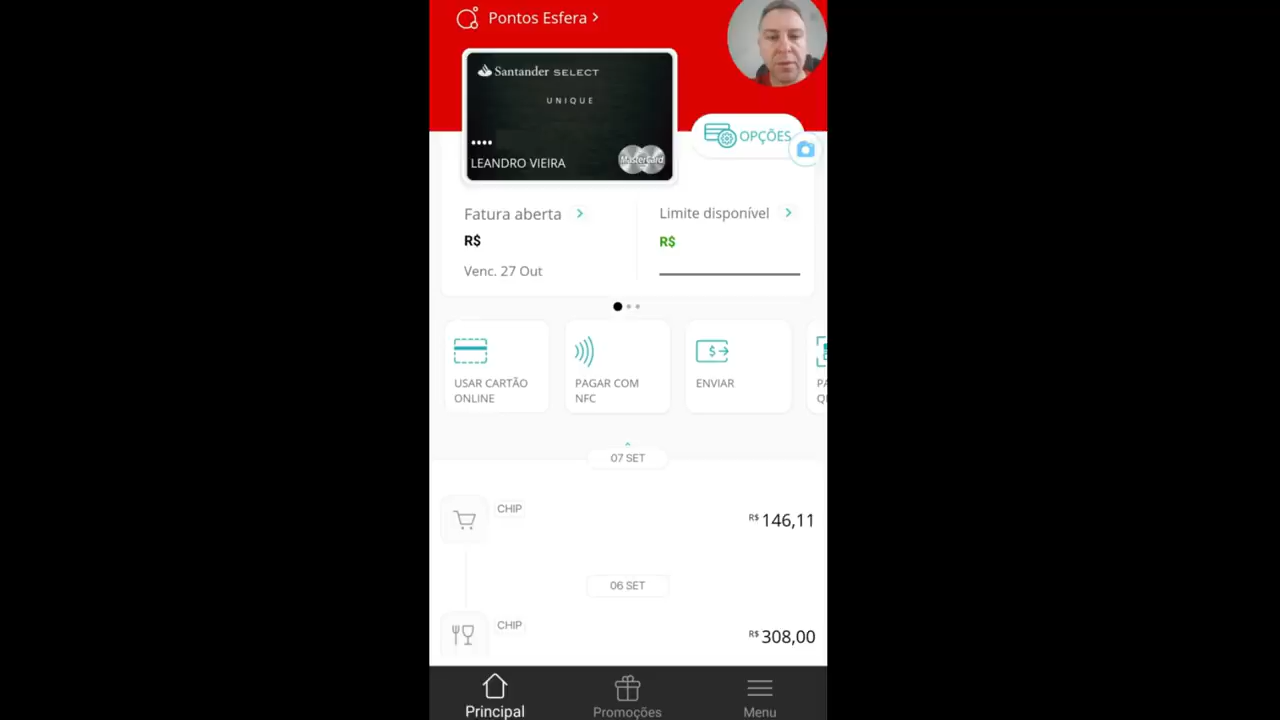 Pontos Esfera
Santander SELECT
UNIQUE
••••
LEANDRO VIEIRA
MasterCard
OPÇÕES
Fatura aberta
R$
Venc. 27 Out
Limite disponível
R$
USAR CARTÃO
ONLINE
PAGAR COM
NFC
ENVIAR
07 SET
CHIP
R$ 146,11
06 SET
CHIP
R$ 308,00
Principal
Promoções
Menu